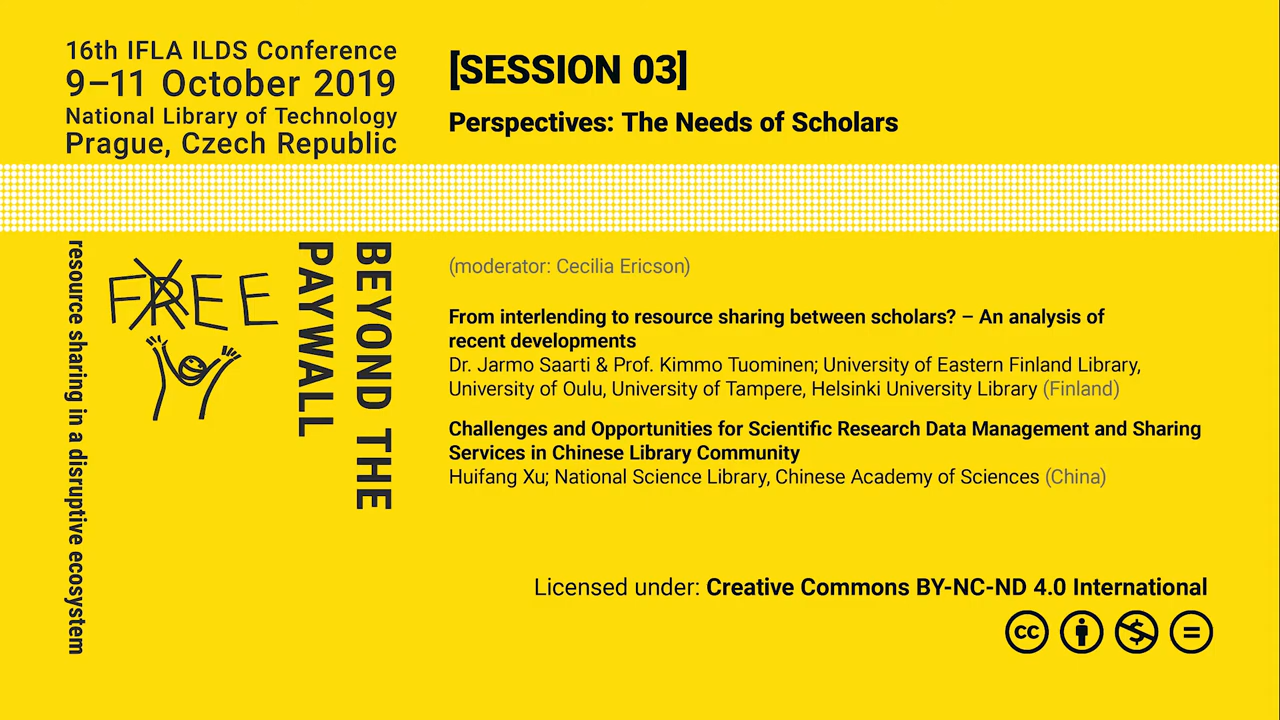 16th IFLA ILDS Conference
9–11 October 2019
National Library of Technology
Prague, Czech Republic
[SESSION 03]
Perspectives: The Needs of Scholars
BEYOND THE
PAYWALL
FREE
resource sharing in a disruptive ecosystem
(moderator: Cecilia Ericson)
From interlending to resource sharing between scholars? – An analysis of
recent developments
Dr. Jarmo Saarti & Prof. Kimmo Tuominen; University of Eastern Finland Library,
University of Oulu, University of Tampere, Helsinki University Library (Finland)
Challenges and Opportunities for Scientific Research Data Management and Sharing
Services in Chinese Library Community
Huifang Xu; National Science Library, Chinese Academy of Sciences (China)
Licensed under: Creative Commons BY-NC-ND 4.0 International
cc